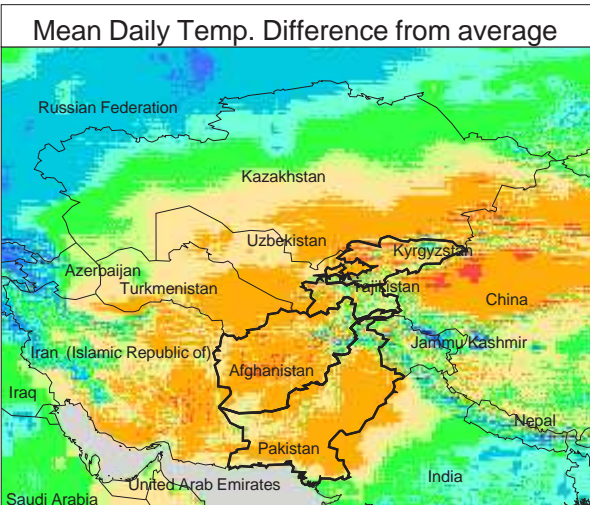 Mean Daily Temp. Difference from average
Russian Federation
Kazakhstan
Uzbekistan
Kyrgyzstan
Azerbaijan
Turkmenistan
Tajikistan
China
Iran (Islamic Republic of)
Jammu Kashmir
Afghanistan
Iraq
Nepal
Pakistan
India
United Arab Emirates
Saudi Arabia